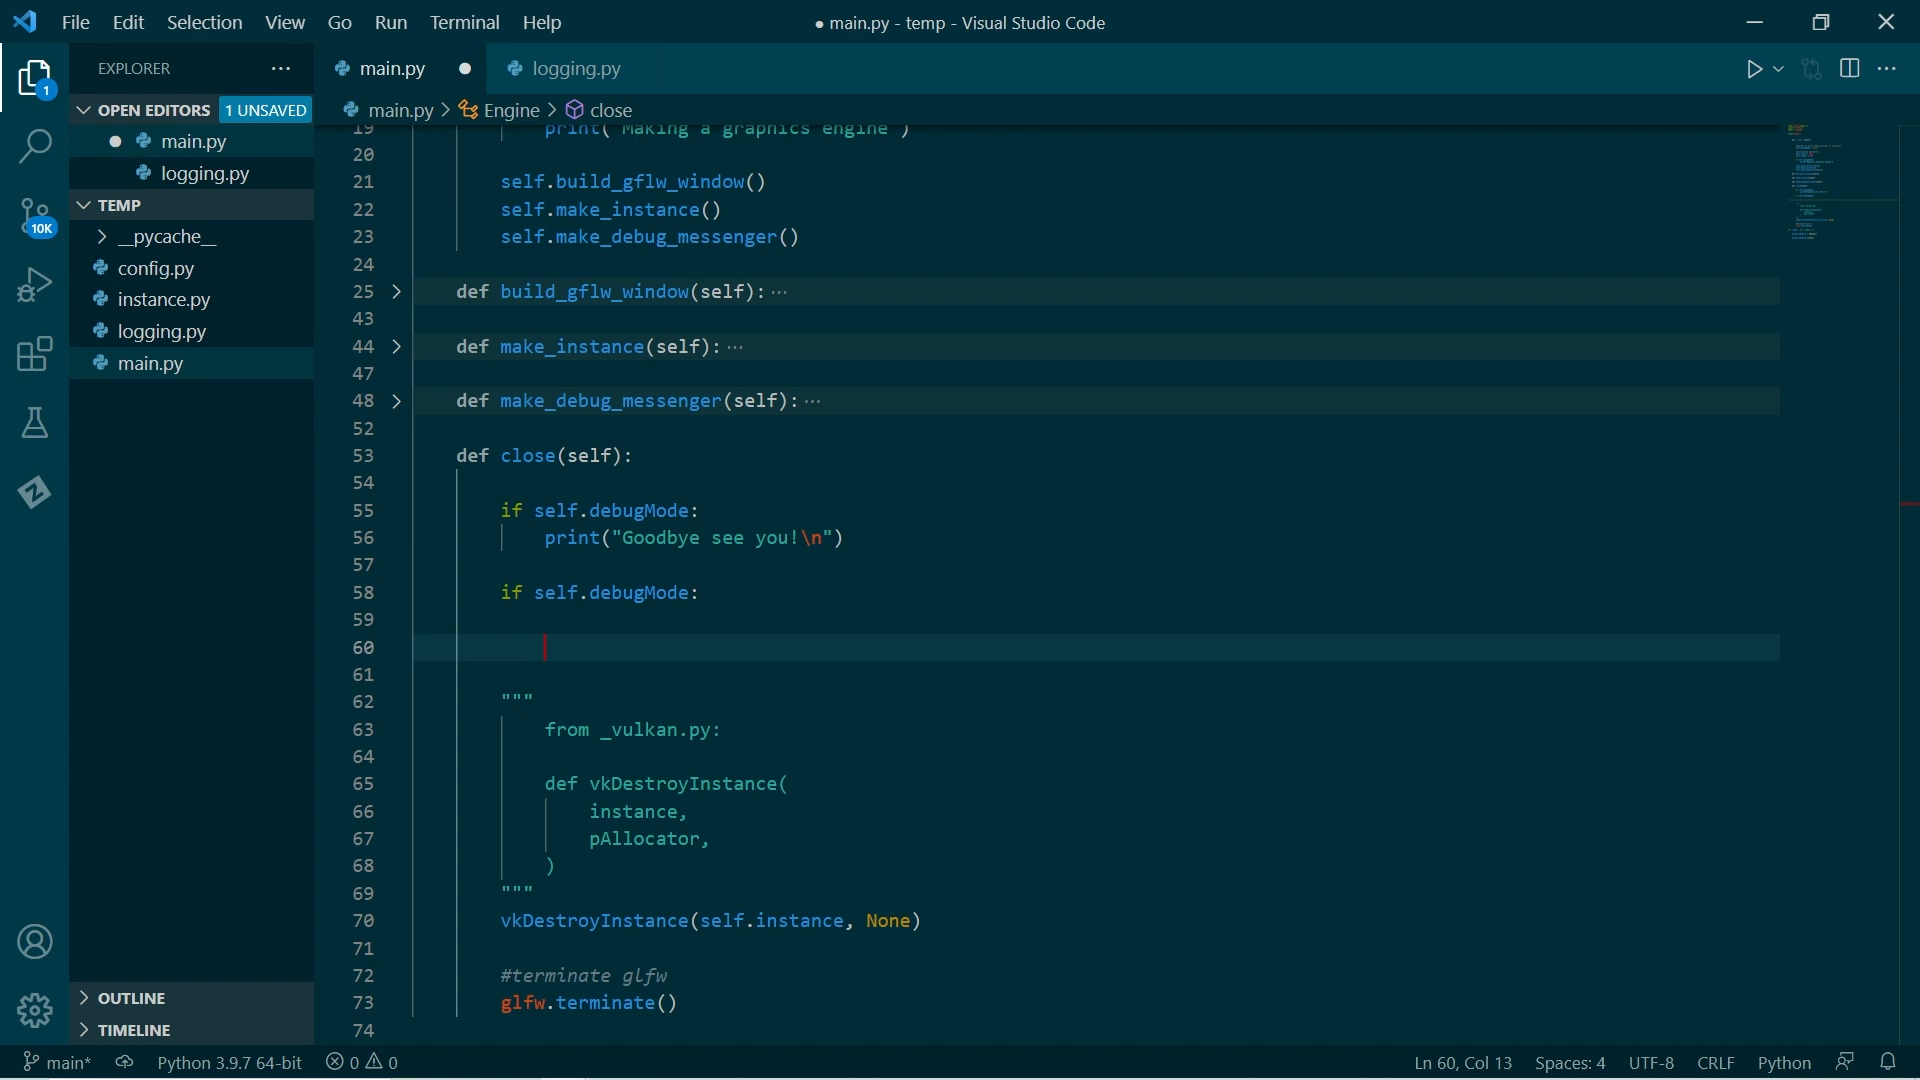 File Edit Selection View Go Run Terminal Help
● main.py - temp - Visual Studio Code
EXPLORER ···
main.py ●
logging.py
OPEN EDITORS 1 UNSAVED
● main.py
logging.py
TEMP
__pycache__
config.py
instance.py
logging.py
main.py
OUTLINE
TIMELINE
1
10K
main.py > Engine > close
19 print("Making a graphics engine")
20
21 self.build_gflw_window()
22 self.make_instance()
23 self.make_debug_messenger()
24
25 def build_gflw_window(self):···
43
44 def make_instance(self):···
47
48 def make_debug_messenger(self):···
52
53 def close(self):
54
55 if self.debugMode:
56 print("Goodbye see you!\n")
57
58 if self.debugMode:
59
60
61
62 """
63 from _vulkan.py:
64
65 def vkDestroyInstance(
66 instance,
67 pAllocator,
68 )
69 """
70 vkDestroyInstance(self.instance, None)
71
72 #terminate glfw
73 glfw.terminate()
74
main* Python 3.9.7 64-bit 0 0
Ln 60, Col 13 Spaces: 4 UTF-8 CRLF Python